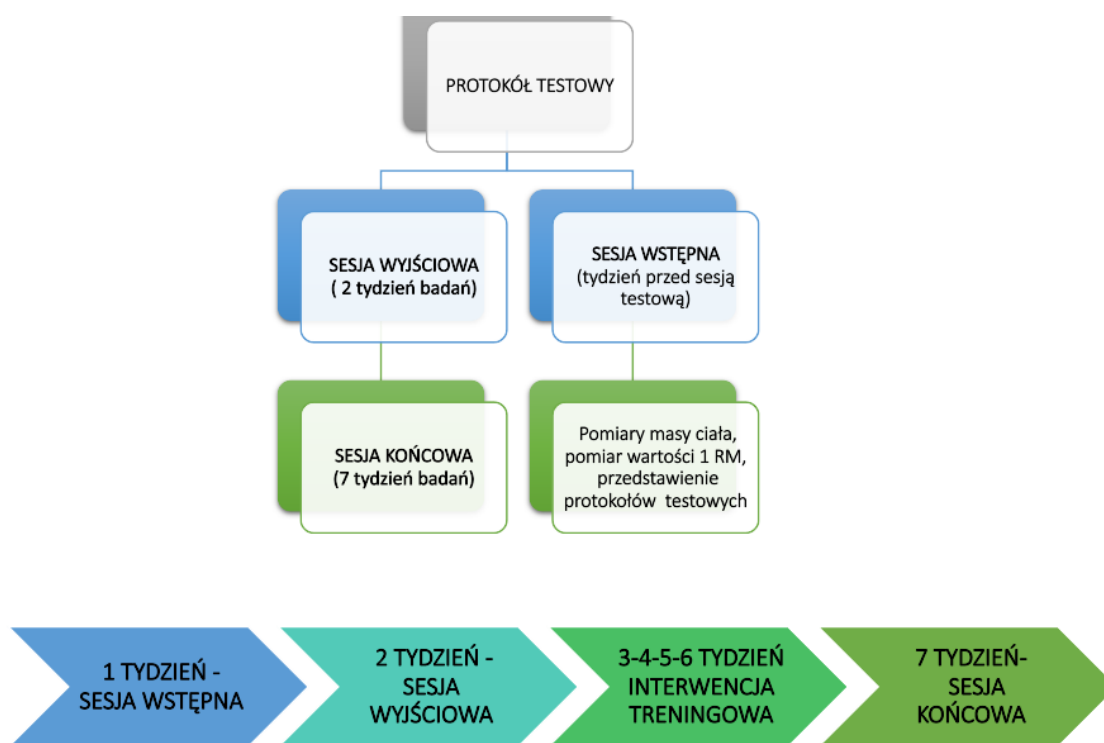 PROTOKÓŁ TESTOWY
SESJA WYJŚCIOWA
( 2 tydzień badań)
SESJA WSTĘPNA
(tydzień przed sesją
testową)
SESJA KOŃCOWA
(7 tydzień badań)
Pomiary masy ciała,
pomiar wartości 1 RM,
przedstawienie
protokołów testowych
1 TYDZIEŃ -
SESJA WSTĘPNA
2 TYDZIEŃ -
SESJA
WYJŚCIOWA
3-4-5-6 TYDZIEŃ
INTERWENCJA
TRENINGOWA
7 TYDZIEŃ-
SESJA
KOŃCOWA